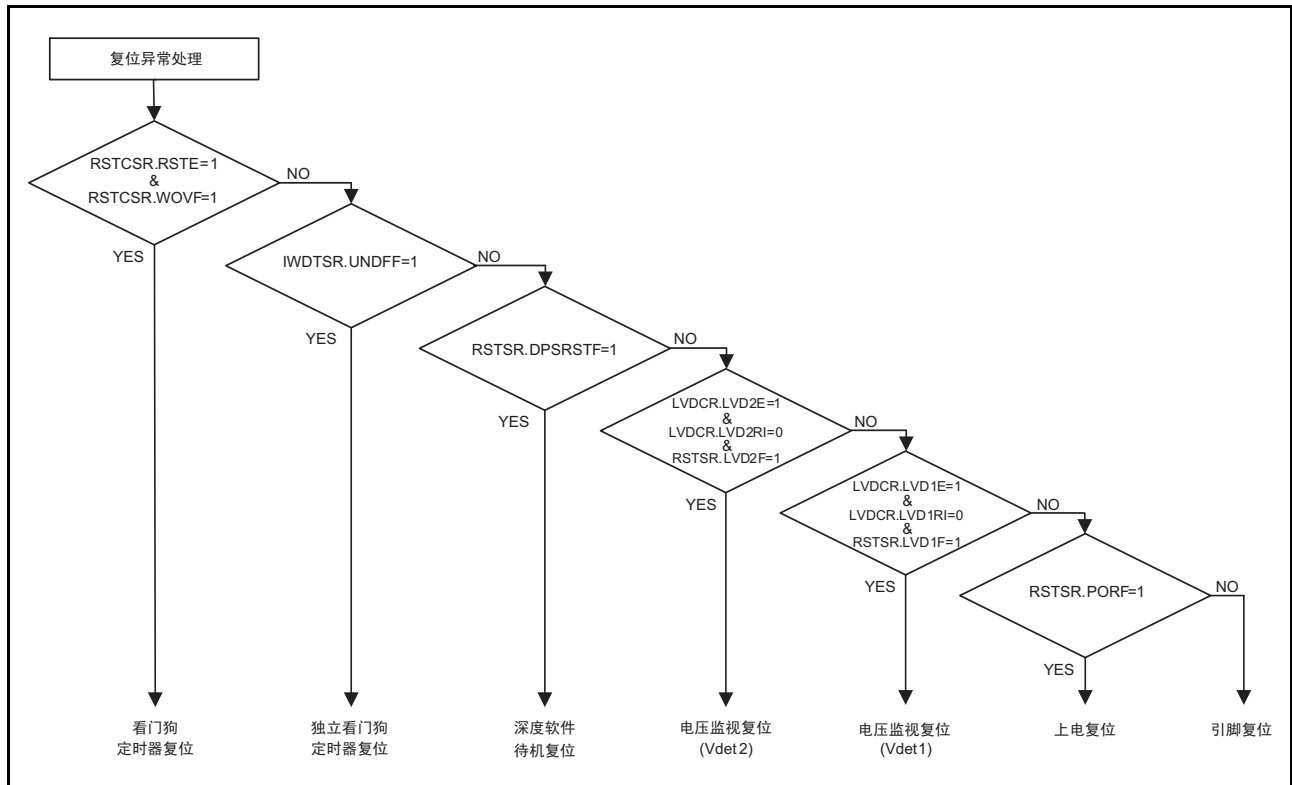 复位异常处理
RSTCSR.RSTE=1
&
RSTCSR.WOVF=1
NO
YES
IWDTSR.UNDFF=1
NO
YES
RSTSR.DPSRSTF=1
NO
YES
LVDCR.LVD2E=1
&
LVDCR.LVD2RI=0
&
RSTSR.LVD2F=1
NO
YES
LVDCR.LVD1E=1
&
LVDCR.LVD1RI=0
&
RSTSR.LVD1F=1
NO
YES
RSTSR.PORF=1
NO
YES
看门狗
定时器复位
独立看门狗
定时器复位
深度软件
待机复位
电压监视复位
(Vdet2)
电压监视复位
(Vdet1)
上电复位
引脚复位